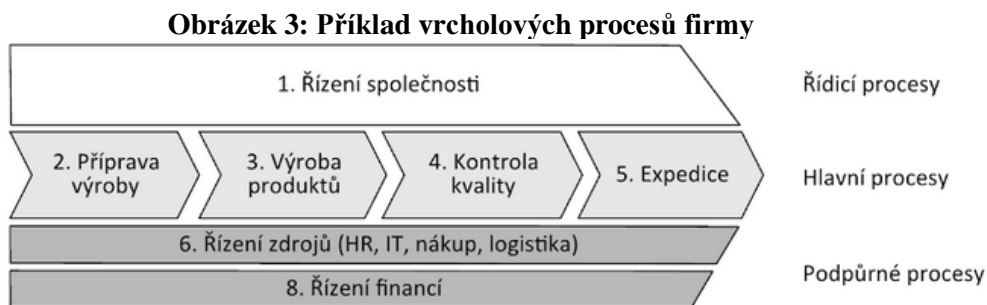 Obrázek 3: Příklad vrcholových procesů firmy
1. Řízení společnosti
Řídicí procesy
2. Příprava
výroby
3. Výroba
produktů
4. Kontrola
kvality
5. Expedice
Hlavní procesy
6. Řízení zdrojů (HR, IT, nákup, logistika)
8. Řízení financí
Podpůrné procesy